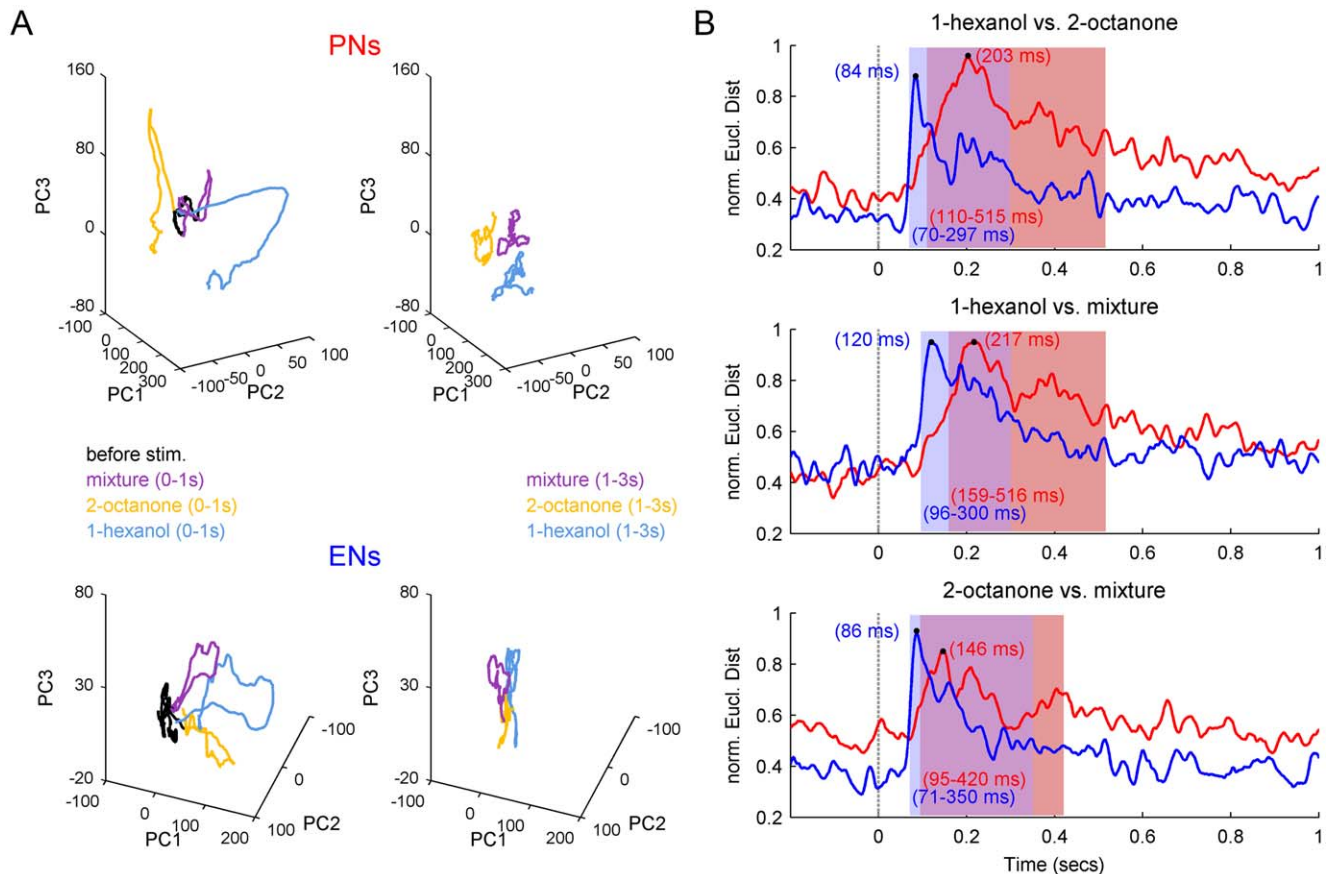 A
PNs
160
80
0
-80
PC3
-100
0
100
200
300
PC1
-100
-50
0
50
100
PC2
160
80
0
-80
PC3
-100
0
100
200
300
PC1
-100
-50
0
50
100
PC2
before stim.
mixture (0-1s)
2-octanone (0-1s)
1-hexanol (0-1s)
mixture (1-3s)
2-octanone (1-3s)
1-hexanol (1-3s)
ENs
80
30
-20
PC3
-100
0
100
200
PC1
-100
0
100
PC2
80
30
-20
PC3
-100
0
100
200
PC1
-100
0
100
PC2
B
1-hexanol vs. 2-octanone
norm. Eucl. Dist
1
0.8
0.6
0.4
0.2
(84 ms)
(203 ms)
(110-515 ms)
(70-297 ms)
0
0.2
0.4
0.6
0.8
1
1-hexanol vs. mixture
norm. Eucl. Dist
1
0.8
0.6
0.4
0.2
(120 ms)
(217 ms)
(159-516 ms)
(96-300 ms)
0
0.2
0.4
0.6
0.8
1
2-octanone vs. mixture
norm. Eucl. Dist
1
0.8
0.6
0.4
0.2
(86 ms)
(146 ms)
(95-420 ms)
(71-350 ms)
0
0.2
0.4
0.6
0.8
1
Time (secs)